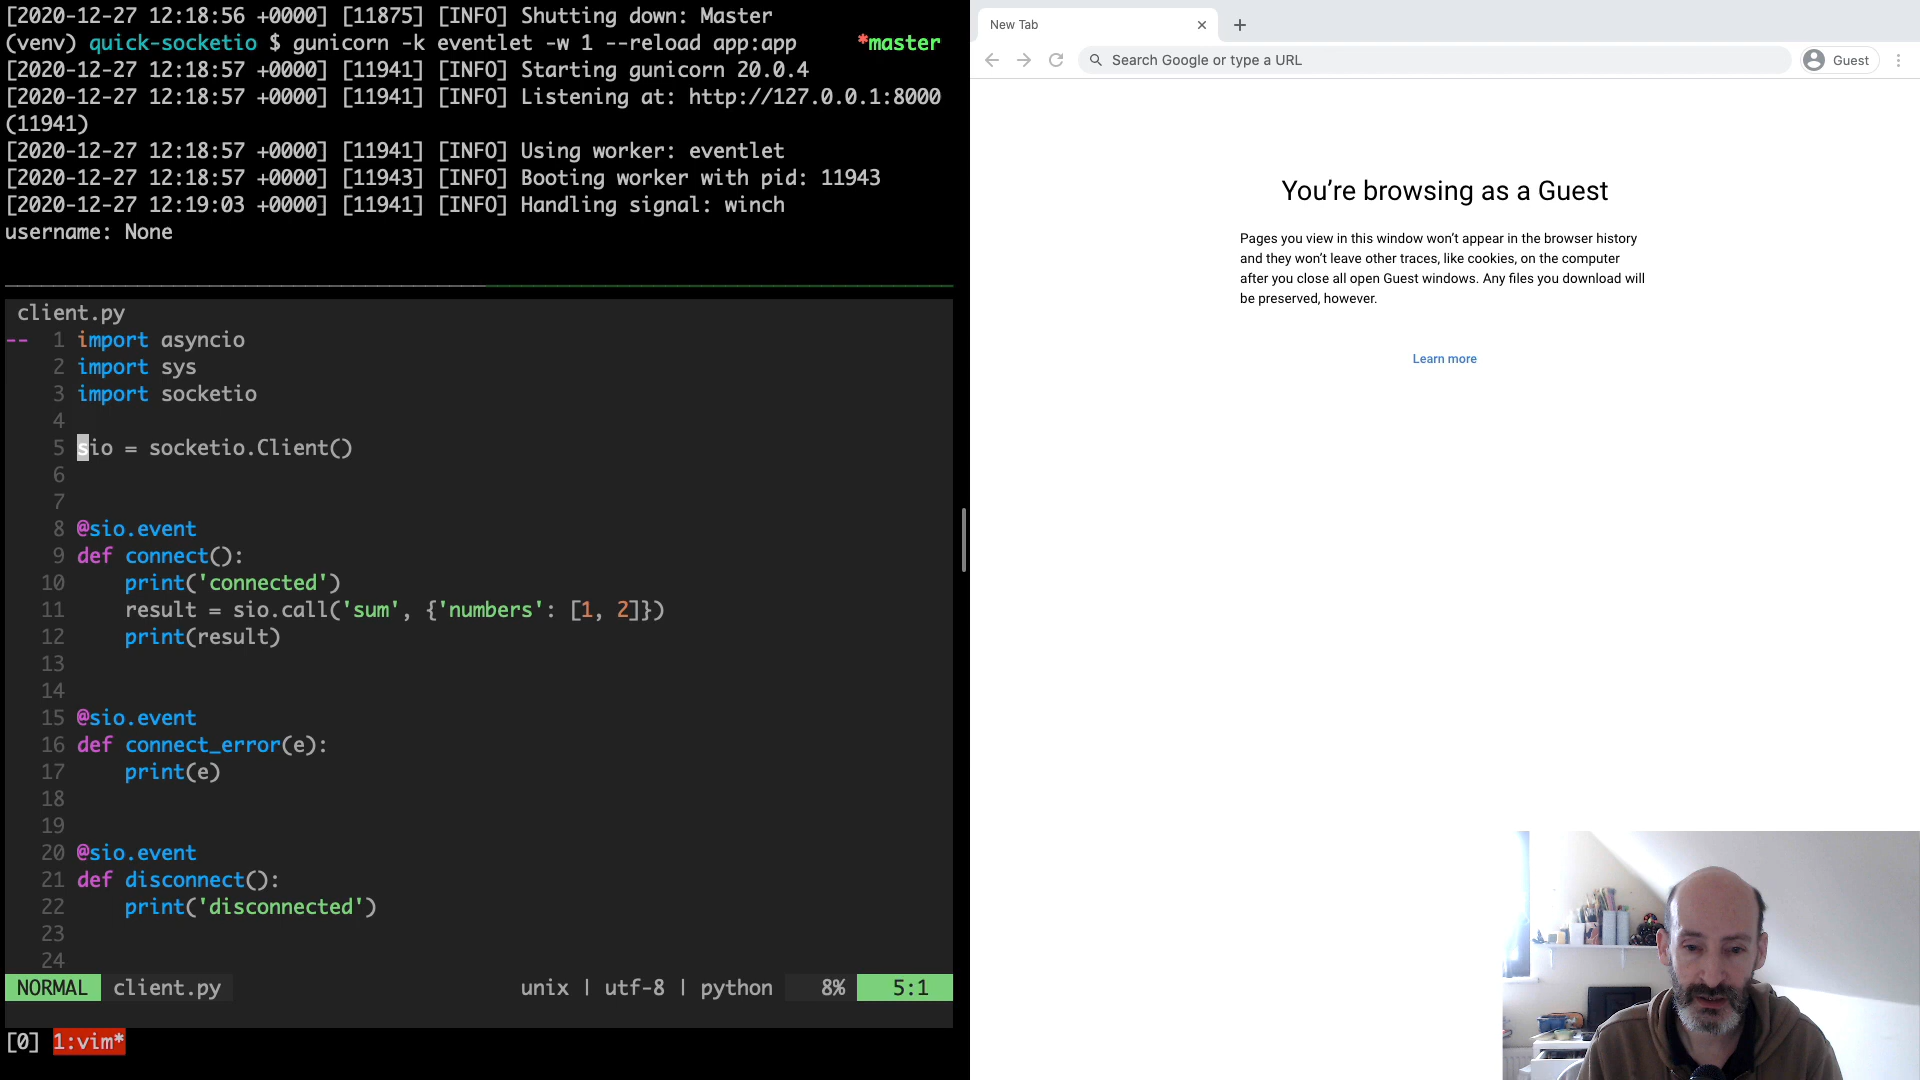 [2020-12-27 12:18:56 +0000] [11875] [INFO] Shutting down: Master
(venv) quick-socketio $ gunicorn -k eventlet -w 1 --reload app:app *master
[2020-12-27 12:18:57 +0000] [11941] [INFO] Starting gunicorn 20.0.4
[2020-12-27 12:18:57 +0000] [11941] [INFO] Listening at: http://127.0.0.1:8000
(11941)
[2020-12-27 12:18:57 +0000] [11941] [INFO] Using worker: eventlet
[2020-12-27 12:18:57 +0000] [11943] [INFO] Booting worker with pid: 11943
[2020-12-27 12:19:03 +0000] [11941] [INFO] Handling signal: winch
username: None
client.py
-- 1 import asyncio
2 import sys
3 import socketio
4
5 sio = socketio.Client()
6
7
8 @sio.event
9 def connect():
10     print('connected')
11     result = sio.call('sum', {'numbers': [1, 2]})
12     print(result)
13
14
15 @sio.event
16 def connect_error(e):
17     print(e)
18
19
20 @sio.event
21 def disconnect():
22     print('disconnected')
23
24
NORMAL client.py unix | utf-8 | python 8% 5:1
[0] 1:vim*
New Tab
Search Google or type a URL
Guest
You’re browsing as a Guest
Pages you view in this window won’t appear in the browser history
and they won’t leave other traces, like cookies, on the computer
after you close all open Guest windows. Any files you download will
be preserved, however.
Learn more